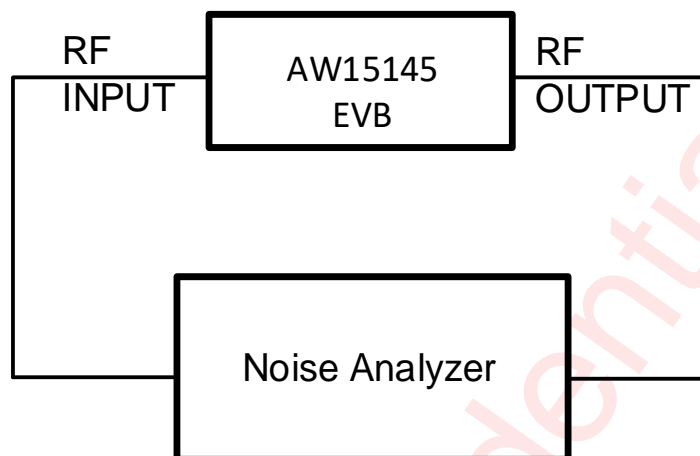 RF
INPUT
AW15145
EVB
RF
OUTPUT
Noise Analyzer